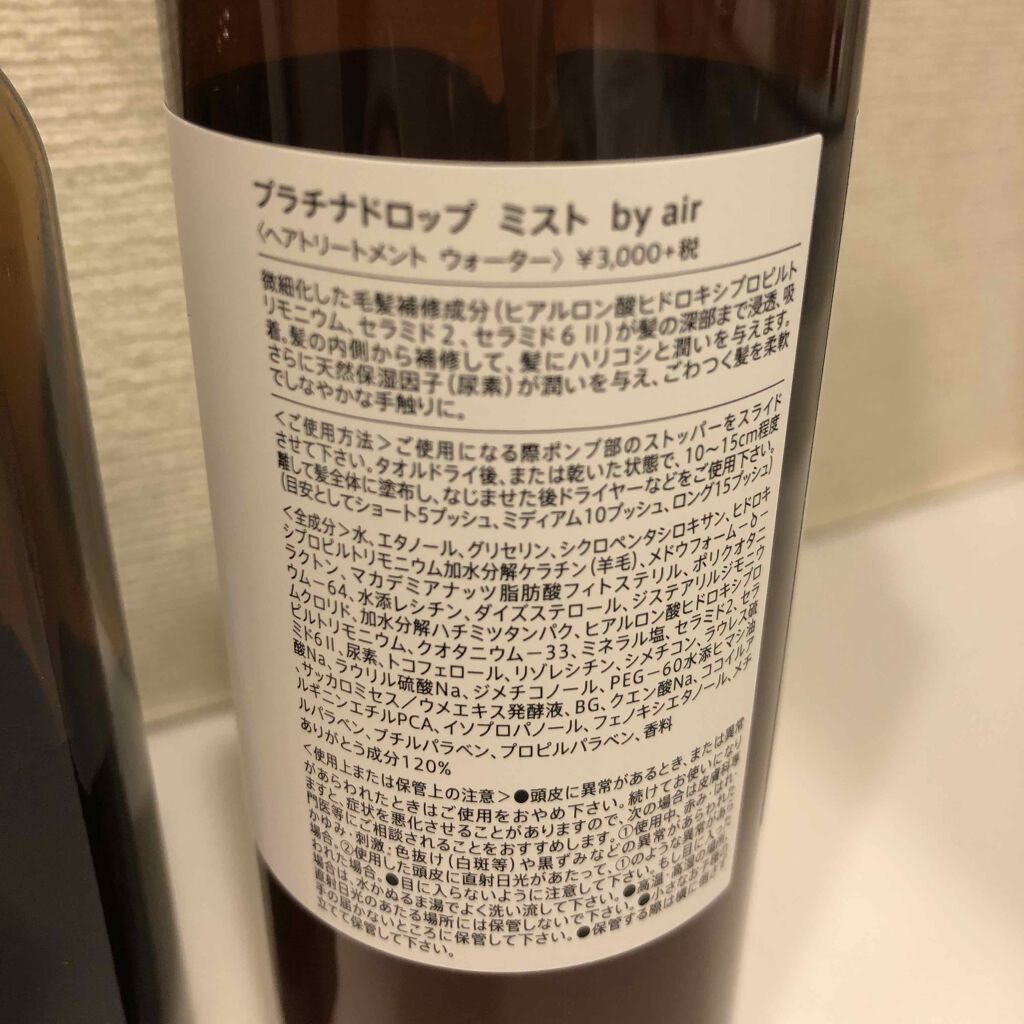 プラチナドロップ ミスト by air
〈ヘアトリートメント ウォーター〉 ¥3,000+税
微細化した毛髪補修成分(ヒアルロン酸ヒドロキシプロピルト
リモニウム、セラミド2、セラミド6Ⅱ)が髪の深部まで浸透、吸
着。髪の内側から補修して、髪にハリコシと潤いを与えます。
さらに天然保湿因子(尿素)が潤いを与え、ごわつく髪を柔軟
でしなやかな手触りに。
<ご使用方法>ご使用になる際ポンプ部のストッパーをスライド
させて下さい。タオルドライ後、または乾いた状態で、10〜15cm程度
離して髪全体に塗布し、なじませた後ドライヤーなどをご使用下さい。
(目安としてショート5プッシュ、ミディアム10プッシュ、ロング15プッシュ)
<全成分>水、エタノール、グリセリン、シクロペンタシロキサン、ヒドロキ
シプロピルトリモニウム加水分解ケラチン(羊毛)、メドウフォーム-δ-
ラクトン、マカデミアナッツ脂肪酸フィトステリル、ポリクオタニ
ウム-64、水添レシチン、ダイズステロール、ジステアリルジモニウ
ムクロリド、加水分解ハチミツタンパク、ヒアルロン酸ヒドロキシプロ
ピルトリモニウム、クオタニウム-33、ミネラル塩、セラミド2、セラ
ミド6Ⅱ、尿素、トコフェロール、リゾレシチン、シメチコン、ラウレス硫
酸Na、ラウリル硫酸Na、ジメチコノール、PEG-60水添ヒマシ油
、サッカロミセス/ウメエキス発酵液、BG、クエン酸Na、ココイルア
ルギニンエチルPCA、イソプロパノール、フェノキシエタノール、メチ
ルパラベン、ブチルパラベン、プロピルパラベン、香料
ありがとう成分120%
<使用上または保管上の注意>●頭皮に異常があるとき、または異常
があらわれたときはご使用をおやめ下さい。続けてお使いになり
ますと、症状を悪化させることがありますので、次の場合は皮膚科専
門医等にご相談されることをおすすめします。①使用中、赤み・はれ・
かゆみ・刺激・色抜け(白斑等)や黒ずみなどの異常があらわれた
場合。②使用した頭皮に直射日光があたって、①のような異常があら
われた場合。●目に入らないように注意して下さい。もし目に入った
場合は、水かぬるま湯でよく洗い流して下さい。●高温・高湿の場所、
直射日光のあたる場所には保管しないで下さい。●小さなお子様の
手の届かないところに保管して下さい。●保管する際は
立てて保管して下さい。